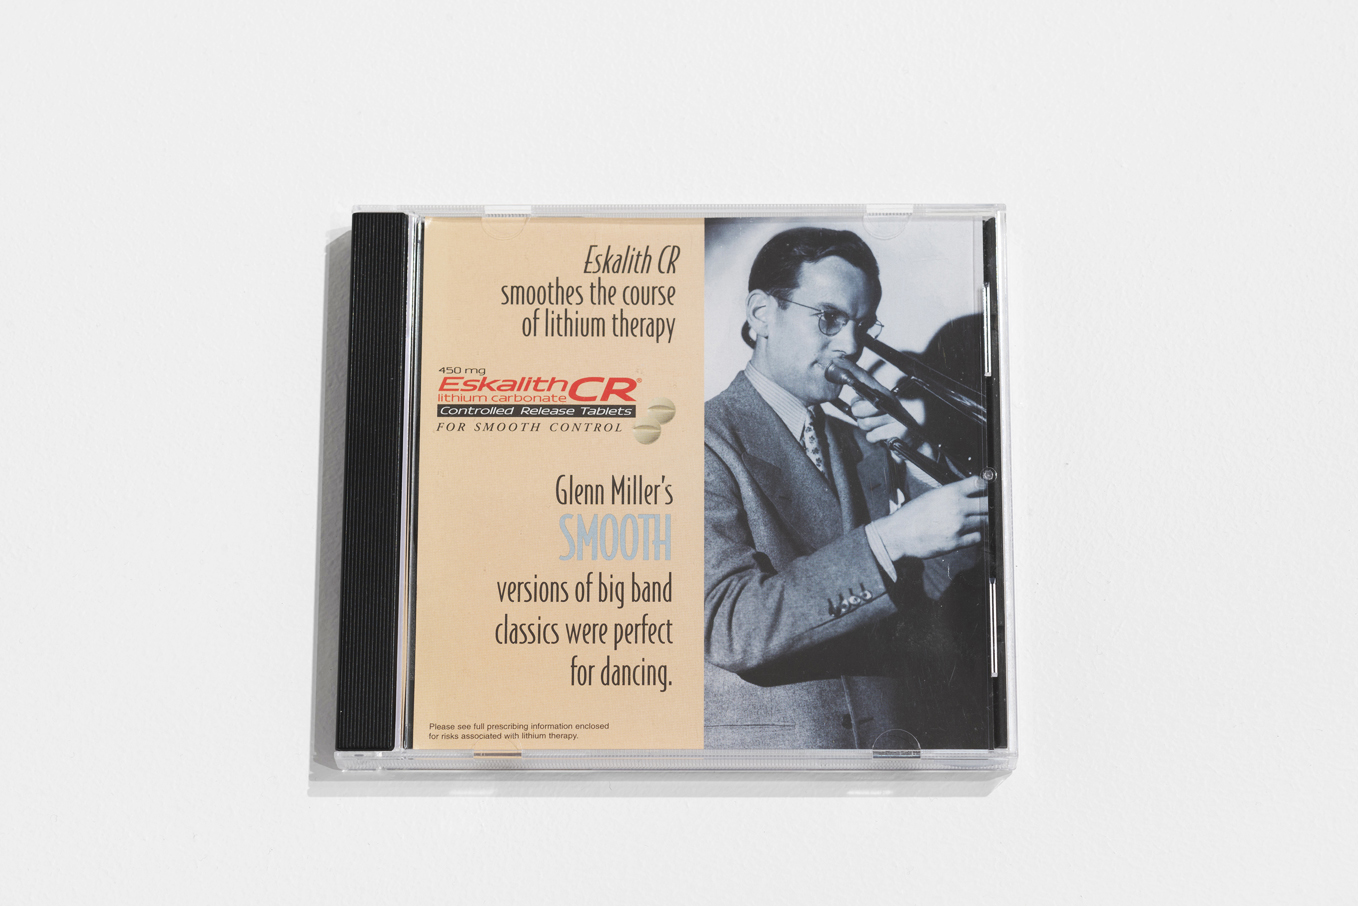 Eskalith CR
smoothes the course
of lithium therapy
450 mg
Eskalith CR®
lithium carbonate
Controlled Release Tablets
FOR SMOOTH CONTROL
Glenn Miller's
SMOOTH
versions of big band
classics were perfect
for dancing.
Please see full prescribing information enclosed
for risks associated with lithium therapy.